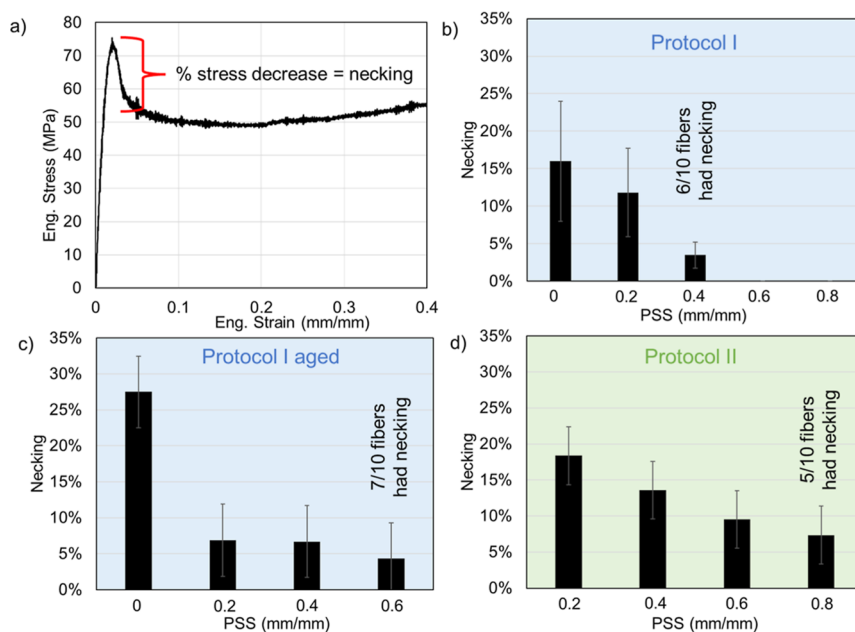 a)
80
70
60
50
40
30
20
10
0
Eng. Stress (MPa)
% stress decrease = necking
0
0.1
0.2
0.3
0.4
Eng. Strain (mm/mm)
b)
35%
30%
25%
20%
15%
10%
5%
0%
Necking
Protocol I
6/10 fibers
had necking
0
0.2
0.4
0.6
0.8
PSS (mm/mm)
c)
35%
30%
25%
20%
15%
10%
5%
0%
Necking
Protocol I aged
7/10 fibers
had necking
0
0.2
0.4
0.6
PSS (mm/mm)
d)
35%
30%
25%
20%
15%
10%
5%
0%
Necking
Protocol II
5/10 fibers
had necking
0.2
0.4
0.6
0.8
PSS (mm/mm)